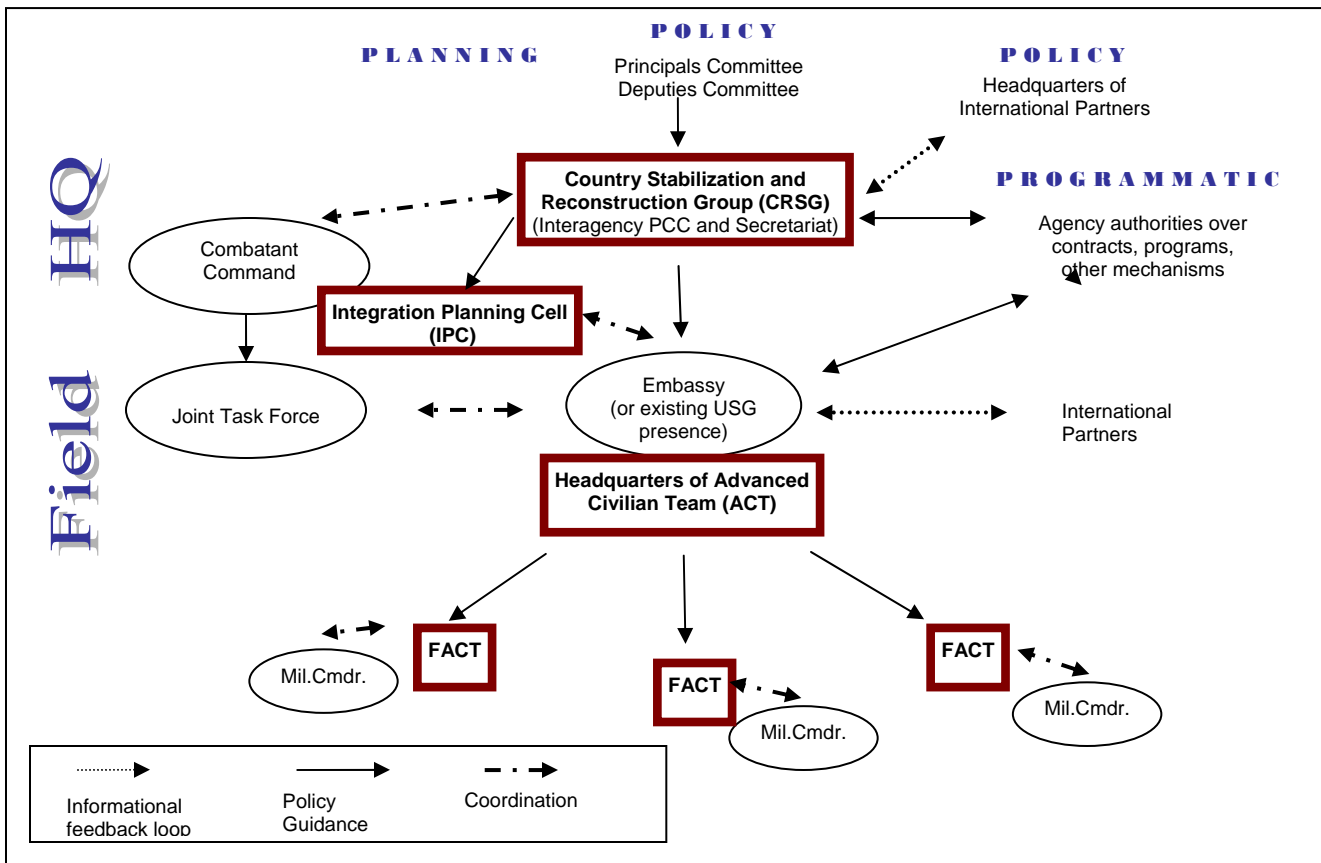 POLICY
PLANNING
POLICY
Principals Committee
Deputies Committee
Headquarters of
International Partners
HQ
Country Stabilization and
Reconstruction Group (CRSG)
(Interagency PCC and Secretariat)
PROGRAMMATIC
Agency authorities over
contracts, programs,
other mechanisms
Combatant
Command
Integration Planning Cell
(IPC)
Field
Joint Task Force
Embassy
(or existing USG
presence)
International
Partners
Headquarters of Advanced
Civilian Team (ACT)
FACT
Mil.Cmdr.
FACT
Mil.Cmdr.
FACT
Mil.Cmdr.
Informational
feedback loop
Policy
Guidance
Coordination